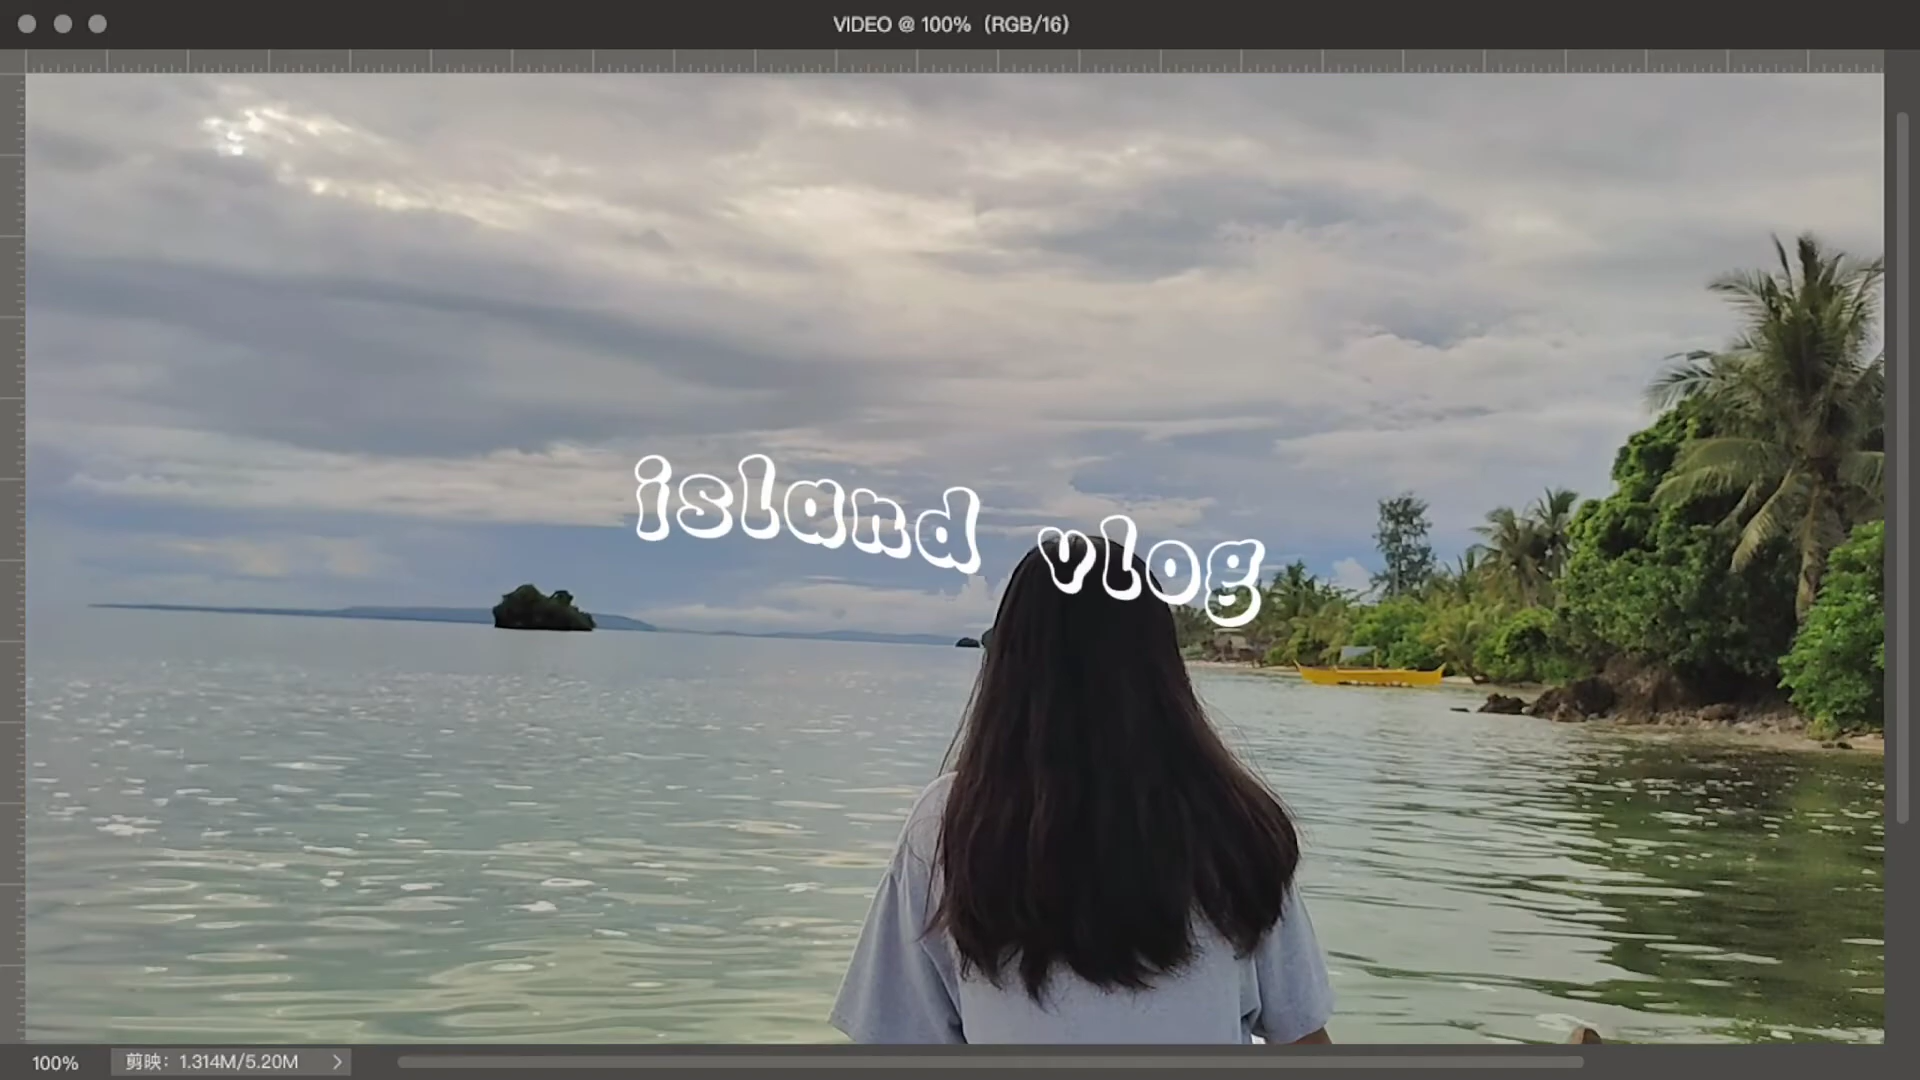 VIDEO @ 100%（RGB/16）
island vlog
100%
剪映：1.314M/5.20M